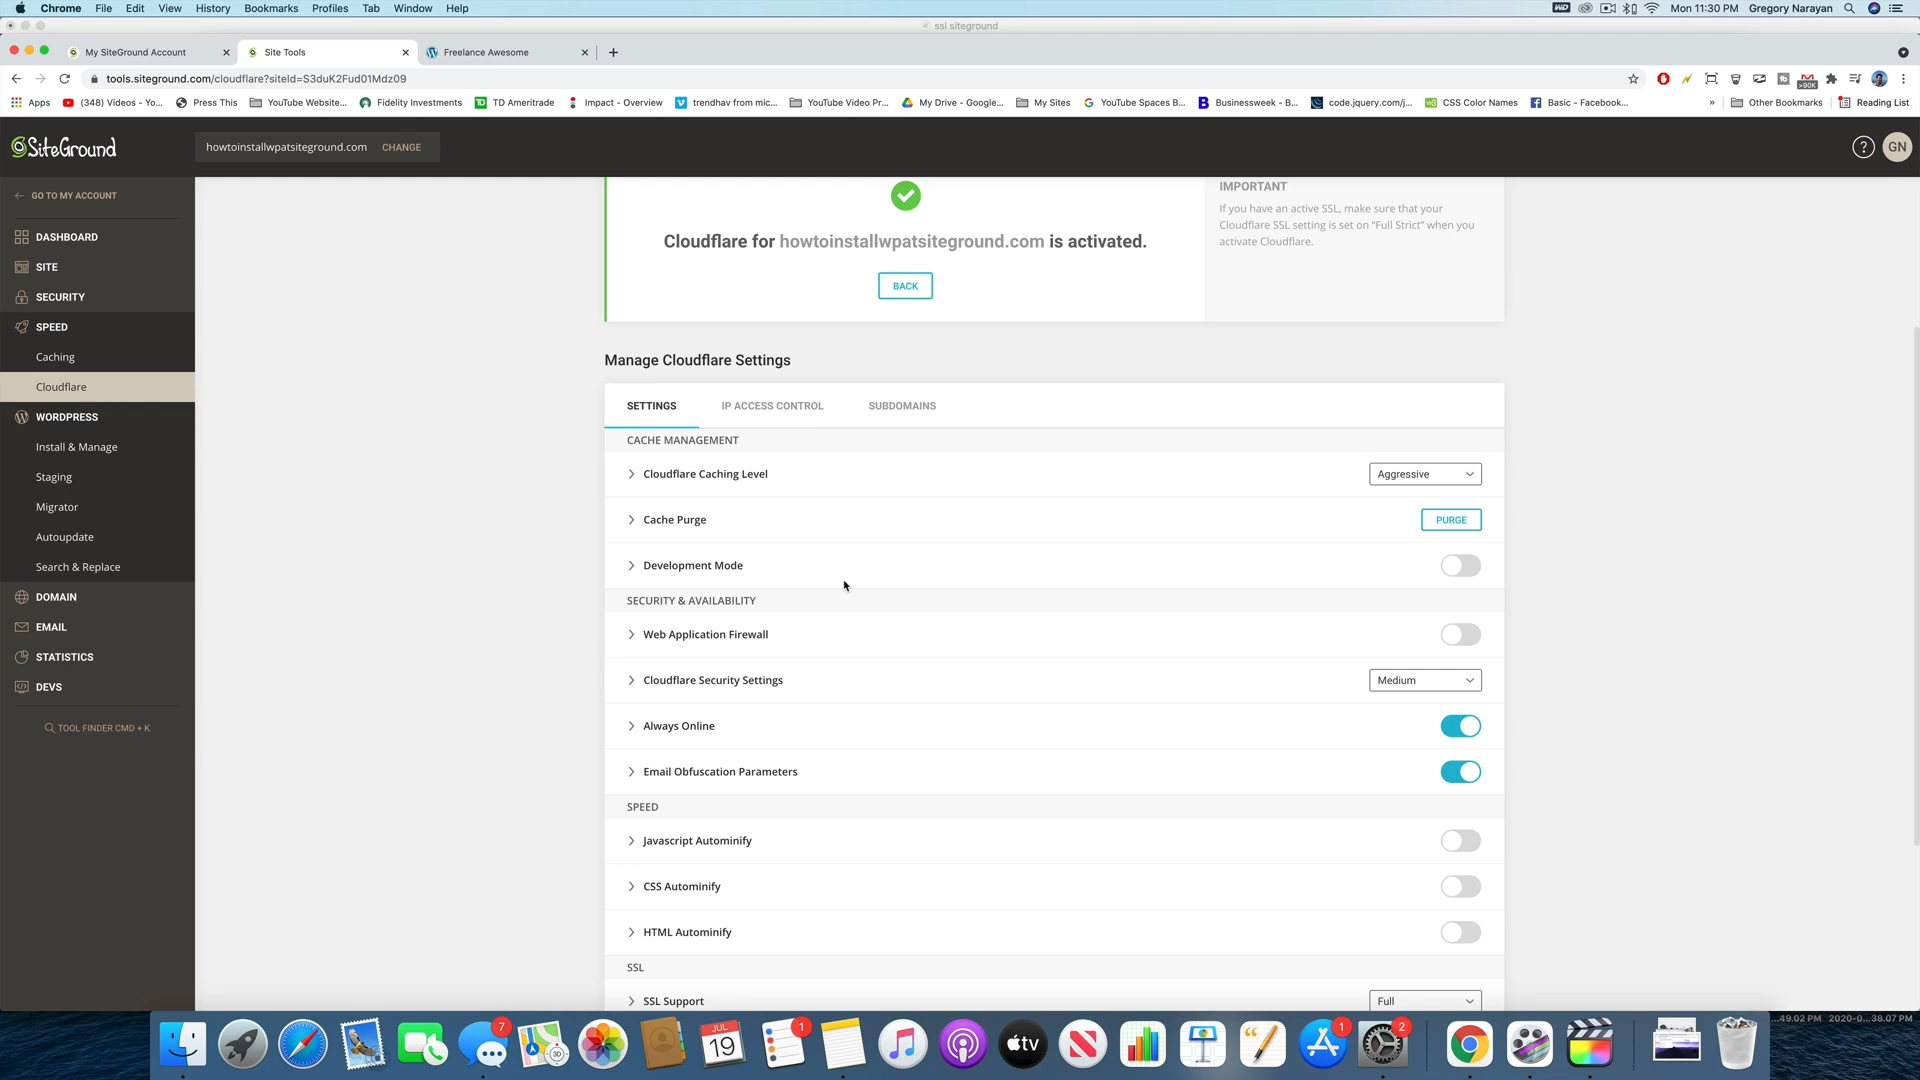 Chrome File Edit View History Bookmarks Profiles Tab Window Help
WD Mon 11:30 PM Gregory Narayan
ssl siteground
My SiteGround Account Site Tools Freelance Awesome
tools.siteground.com/cloudflare?siteId=S3duK2Fud01Mdz09
>90K
Apps (348) Videos - Yo... Press This YouTube Website... Fidelity Investments TD Ameritrade Impact - Overview trendhav from mic... YouTube Video Pr... My Drive - Google... My Sites YouTube Spaces B... Businessweek - B... code.jquery.com/j... CSS Color Names Basic - Facebook... » Other Bookmarks Reading List
SiteGround howtoinstallwpatsiteground.com CHANGE ? GN
GO TO MY ACCOUNT
DASHBOARD
SITE
SECURITY
SPEED
Caching
Cloudflare
WORDPRESS
Install & Manage
Staging
Migrator
Autoupdate
Search & Replace
DOMAIN
EMAIL
STATISTICS
DEVS
TOOL FINDER CMD + K
Cloudflare for howtoinstallwpatsiteground.com is activated.
BACK
IMPORTANT
If you have an active SSL, make sure that your
Cloudflare SSL setting is set on "Full Strict" when you
activate Cloudflare.
Manage Cloudflare Settings
SETTINGS IP ACCESS CONTROL SUBDOMAINS
CACHE MANAGEMENT
Cloudflare Caching Level Aggressive
Cache Purge PURGE
Development Mode
SECURITY & AVAILABILITY
Web Application Firewall
Cloudflare Security Settings Medium
Always Online
Email Obfuscation Parameters
SPEED
Javascript Autominify
CSS Autominify
HTML Autominify
SSL
SSL Support Full
...49.02 PM 2020-0...38.07 PM
7 3D JUL 19 1 tv 1 2